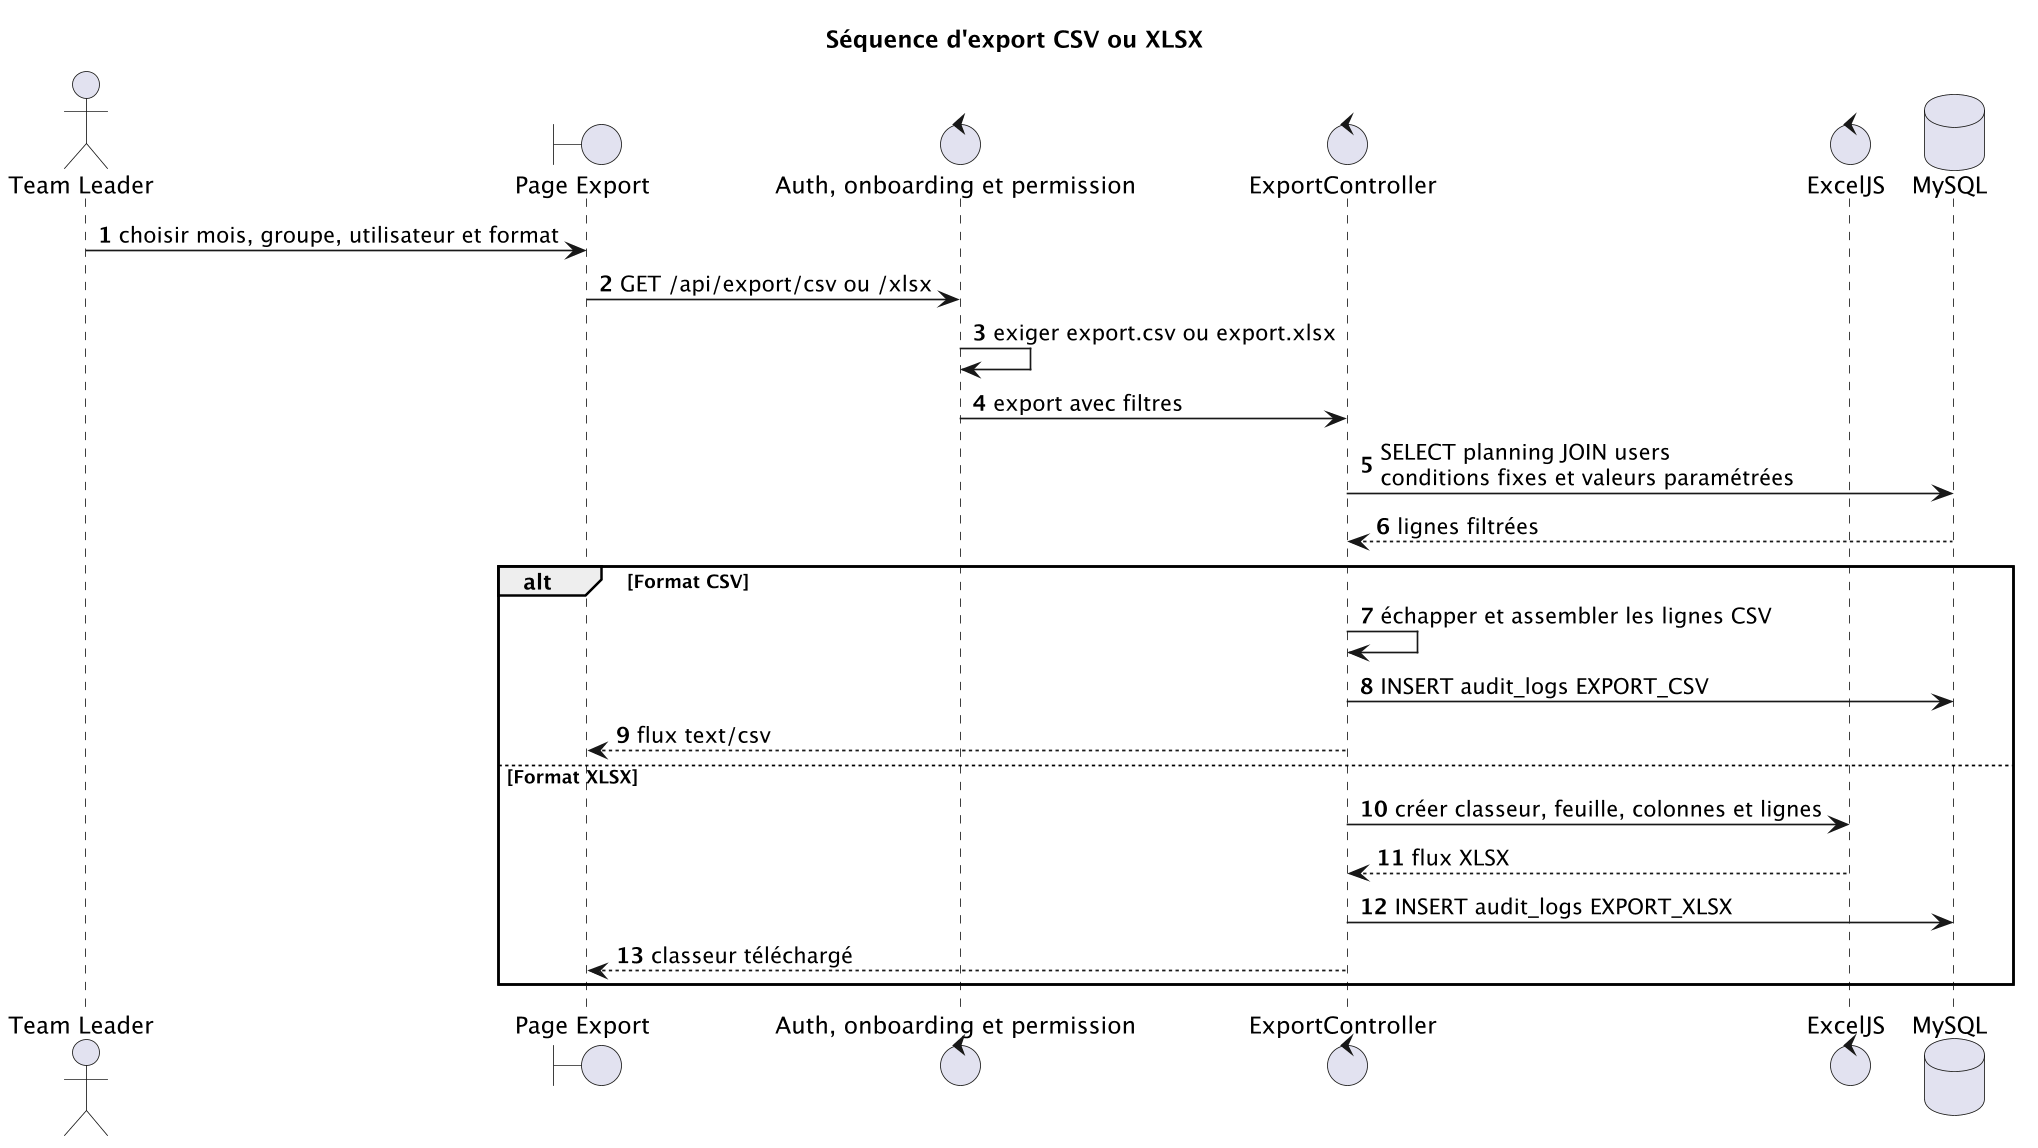 Séquence d'export CSV ou XLSX
Team Leader
Page Export
Auth, onboarding et permission
ExportController
ExcelJS
MySQL
1 choisir mois, groupe, utilisateur et format
2 GET /api/export/csv ou /xlsx
3 exiger export.csv ou export.xlsx
4 export avec filtres
5 SELECT planning JOIN users
conditions fixes et valeurs paramétrées
6 lignes filtrées
alt [Format CSV]
7 échapper et assembler les lignes CSV
8 INSERT audit_logs EXPORT_CSV
9 flux text/csv
[Format XLSX]
10 créer classeur, feuille, colonnes et lignes
11 flux XLSX
12 INSERT audit_logs EXPORT_XLSX
13 classeur téléchargé
Team Leader
Page Export
Auth, onboarding et permission
ExportController
ExcelJS
MySQL